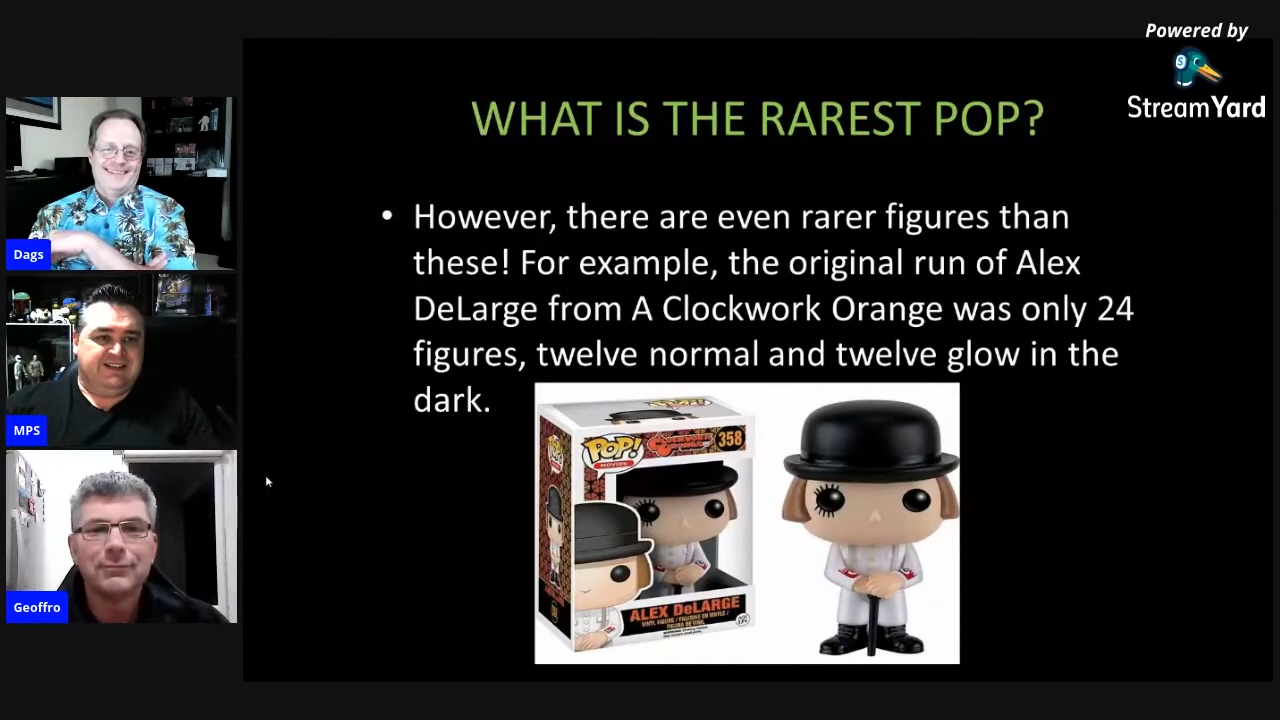 Powered by
StreamYard
WHAT IS THE RAREST POP?
• However, there are even rarer figures than
these! For example, the original run of Alex
DeLarge from A Clockwork Orange was only 24
figures, twelve normal and twelve glow in the
dark.
Dags
MPS
Geoffro
POP!
MOVIES
358
ALEX DeLARGE